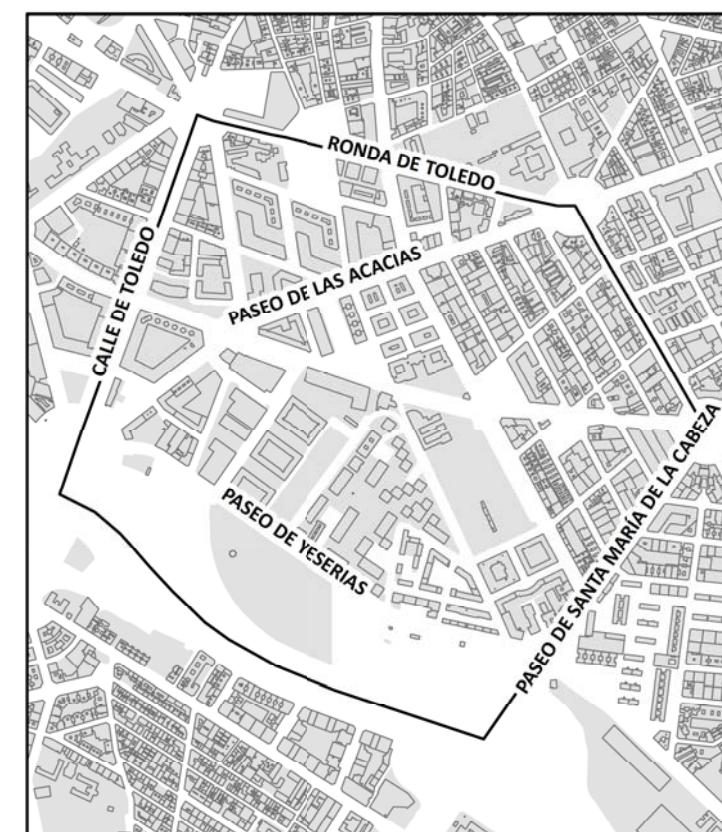 RONDA DE TOLEDO
CALLE DE TOLEDO
PASEO DE LAS ACACIAS
PASEO DE YESERIAS
PASEO DE SANTA MARÍA DE LA CABEZA